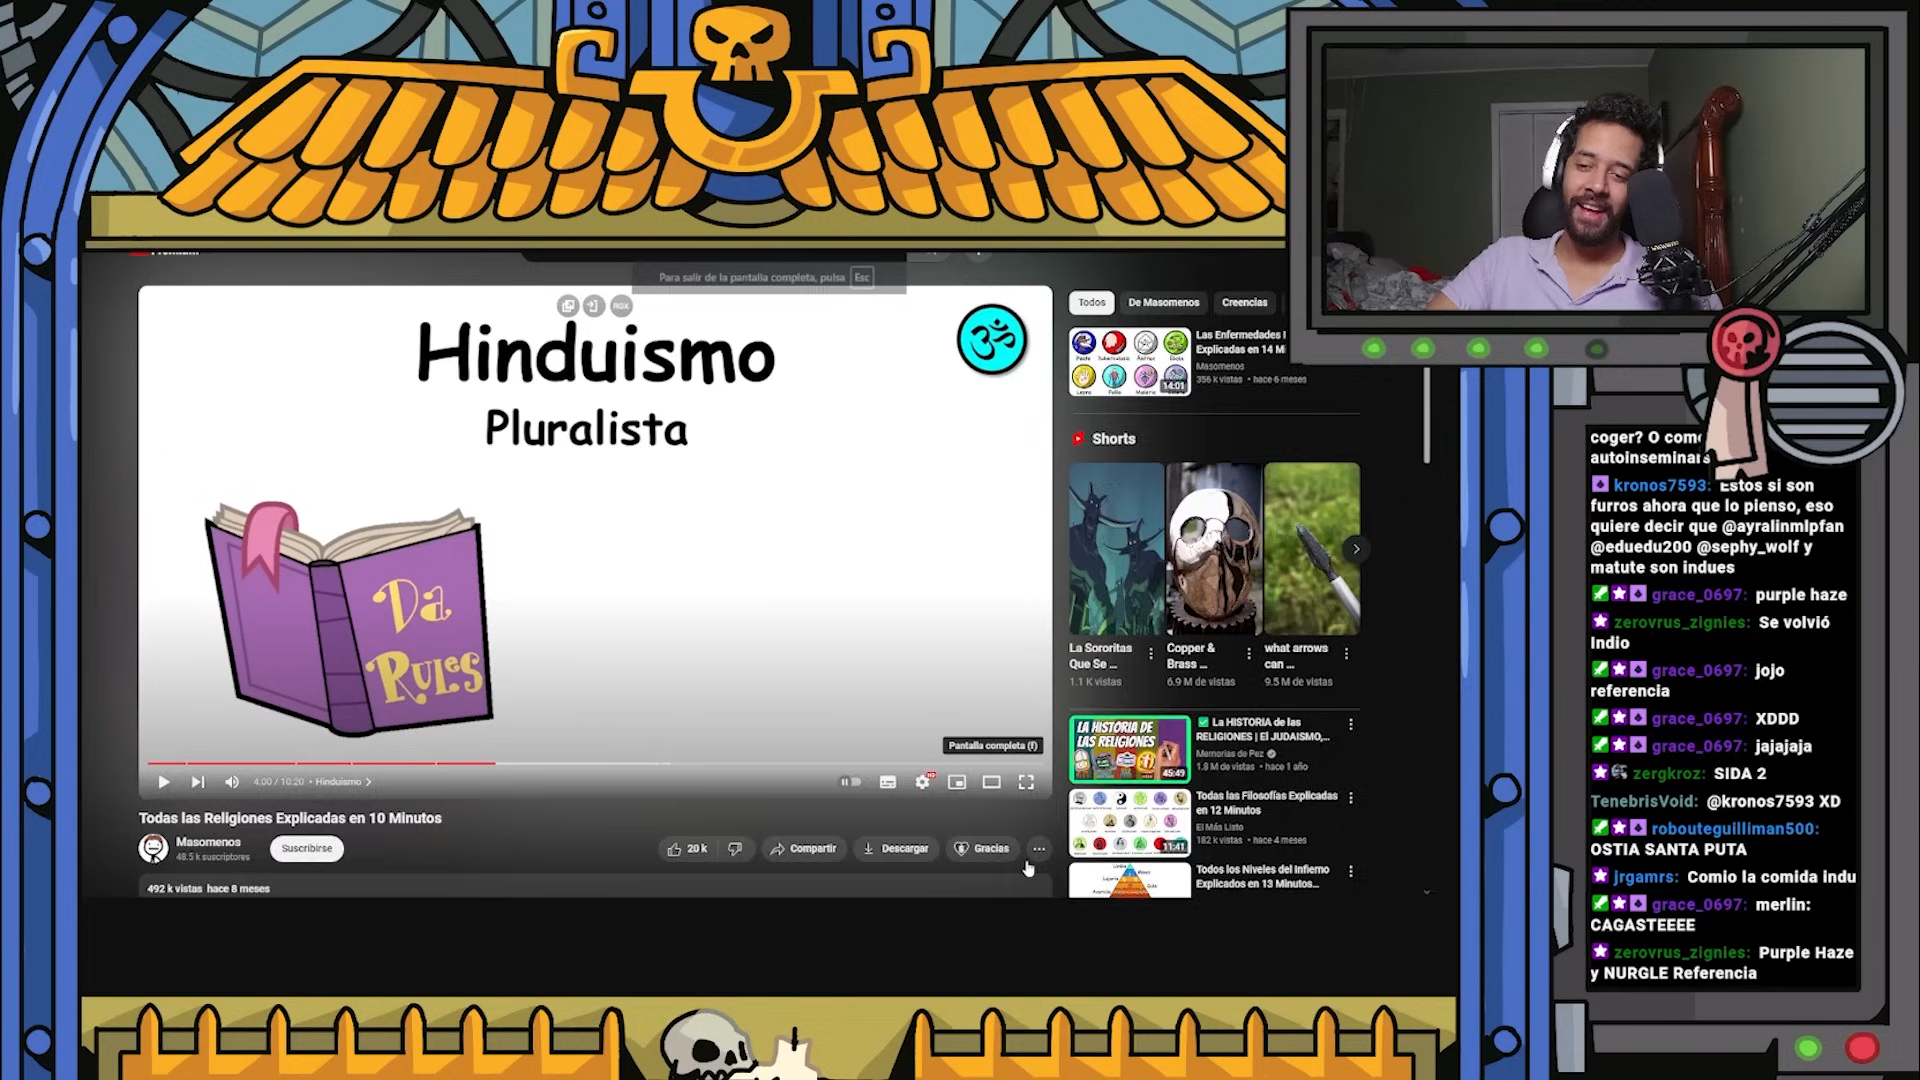 Para salir de la pantalla completa, pulsa Esc
Hinduismo
Pluralista
ॐ
Da
Rules
Pantalla completa (f)
4:00 / 10:20 • Hinduismo
Todas las Religiones Explicadas en 10 Minutos
Masomenos
48.5 k suscriptores
Suscribirse
20 k
Compartir
Descargar
Gracias
492 k vistas hace 8 meses
Todos
De Masomenos
Creencias
Las Enfermedades
Explicadas en 14 Mi
Masomenos
356 k vistas • hace 6 meses
14:01
Shorts
La Sororitas
Que Se ...
1.1 K vistas
Copper &
Brass ...
6.9 M de vistas
what arrows
can ...
9.5 M de vistas
LA HISTORIA DE
LAS RELIGIONES
45:49
La HISTORIA de las
RELIGIONES | El JUDAISMO,...
Memorias de Pez
1.8 M de vistas • hace 1 año
11:41
Todas las Filosofías Explicadas
en 12 Minutos
El Más Listo
182 k vistas • hace 4 meses
Todos los Niveles del Infierno
Explicados en 13 Minutos...
coger? O como
autoinseminars
kronos7593: Estos si son
furros ahora que lo pienso, eso
quiere decir que @ayralinmlpfan
@eduedu200 @sephy_wolf y
matute son indues
grace_0697: purple haze
zerovrus_zignies: Se volvió
Indio
grace_0697: jojo
referencia
grace_0697: XDDD
grace_0697: jajajaja
zergkroz: SIDA 2
TenebrisVoid: @kronos7593 XD
robouteguilliman500:
OSTIA SANTA PUTA
jrgamrs: Comio la comida indu
grace_0697: merlin:
CAGASTEEEE
zerovrus_zignies: Purple Haze
y NURGLE Referencia